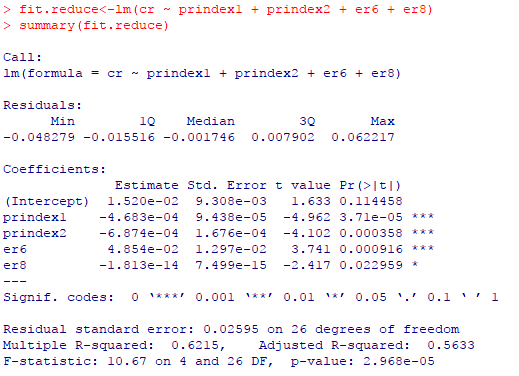 > fit.reduce<-lm(cr ~ prindex1 + prindex2 + er6 + er8)
> summary(fit.reduce)
Call:
lm(formula = cr ~ prindex1 + prindex2 + er6 + er8)
Residuals:
      Min        1Q    Median        3Q       Max
-0.048279 -0.015516 -0.001746  0.007902  0.062217
Coefficients:
              Estimate Std. Error t value Pr(>|t|)
(Intercept)  1.520e-02  9.308e-03   1.633 0.114458
prindex1    -4.683e-04  9.438e-05  -4.962 3.71e-05 ***
prindex2    -6.874e-04  1.676e-04  -4.102 0.000358 ***
er6          4.854e-02  1.297e-02   3.741 0.000916 ***
er8         -1.813e-14  7.499e-15  -2.417 0.022959 *
---
Signif. codes:  0 ‘***’ 0.001 ‘**’ 0.01 ‘*’ 0.05 ‘.’ 0.1 ‘ ’ 1
Residual standard error: 0.02595 on 26 degrees of freedom
Multiple R-squared:  0.6215,    Adjusted R-squared:  0.5633
F-statistic: 10.67 on 4 and 26 DF,  p-value: 2.968e-05